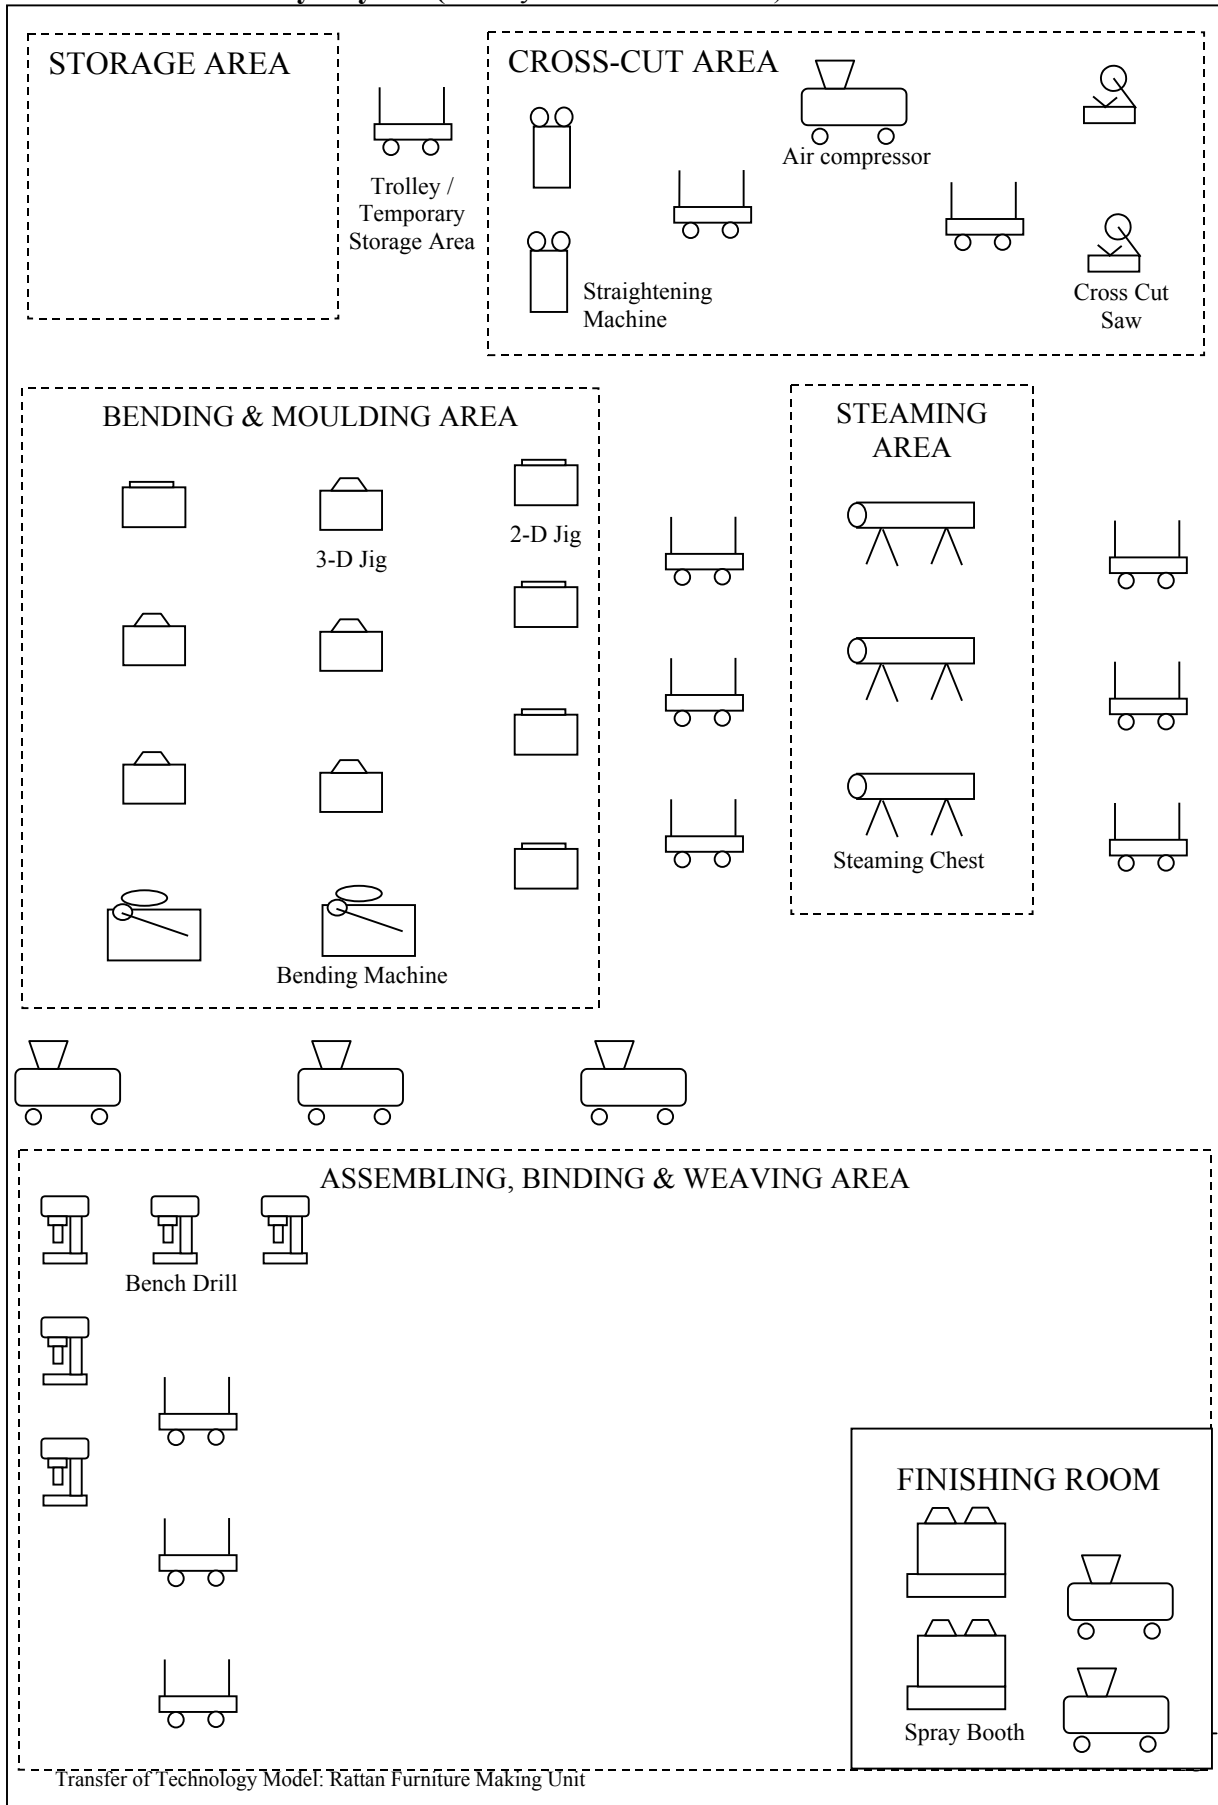 STORAGE AREA
Trolley /
Temporary
Storage Area
CROSS-CUT AREA
Air compressor
Straightening
Machine
Cross Cut
Saw
BENDING & MOULDING AREA
3-D Jig
2-D Jig
Bending Machine
STEAMING
AREA
Steaming Chest
ASSEMBLING, BINDING & WEAVING AREA
Bench Drill
FINISHING ROOM
Spray Booth
Transfer of Technology Model: Rattan Furniture Making Unit